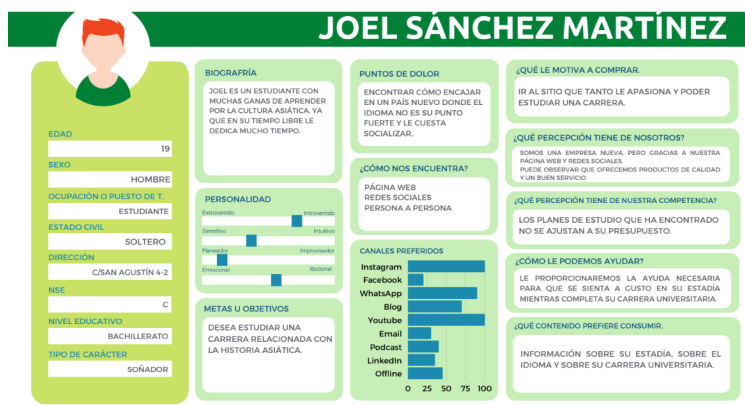 JOEL SÁNCHEZ MARTÍNEZ
EDAD
19
SEXO
HOMBRE
OCUPACIÓN O PUESTO DE T.
ESTUDIANTE
ESTADO CIVIL
SOLTERO
DIRECCIÓN
C/SAN AGUSTÍN 4-2
NSE
C
NIVEL EDUCATIVO
BACHILLERATO
TIPO DE CARÁCTER
SOÑADOR
BIOGRAFRÍA
JOEL ES UN ESTUDIANTE CON
MUCHAS GANAS DE APRENDER
POR LA CULTURA ASIÁTICA, YA
QUE EN SU TIEMPO LIBRE LE
DEDICA MUCHO TIEMPO.
PERSONALIDAD
Extrovertido Introvertido
Sensitivo Intuitivo
Planeador Improvisador
Emocional Racional
METAS U OBJETIVOS
DESEA ESTUDIAR UNA
CARRERA RELACIONADA CON
LA HISTORIA ASIÁTICA.
PUNTOS DE DOLOR
ENCONTRAR CÓMO ENCAJAR
EN UN PAÍS NUEVO DONDE EL
IDIOMA NO ES SU PUNTO
FUERTE Y LE CUESTA
SOCIALIZAR.
¿CÓMO NOS ENCUENTRA?
PÁGINA WEB
REDES SOCIALES
PERSONA A PERSONA
CANALES PREFERIDOS
Instagram
Facebook
WhatsApp
Blog
Youtube
Email
Podcast
LinkedIn
Offline
0 25 50 75 100
¿QUÉ LE MOTIVA A COMPRAR.
IR AL SITIO QUE TANTO LE APASIONA Y PODER
ESTUDIAR UNA CARRERA.
¿QUÉ PERCEPCIÓN TIENE DE NOSOTROS?
SOMOS UNA EMPRESA NUEVA, PERO GRACIAS A NUESTRA
PÁGINA WEB Y REDES SOCIALES.
PUEDE OBSERVAR QUE OFRECEMOS PRODUCTOS DE CALIDAD
Y UN BUEN SERVICIO
¿QUÉ PERCEPCIÓN TIENE DE NUESTRA COMPETENCIA?
LOS PLANES DE ESTUDIO QUE HA ENCONTRADO
NO SE AJUSTAN A SU PRESUPUESTO.
¿CÓMO LE PODEMOS AYUDAR?
LE PROPORCIONAREMOS LA AYUDA NECESARIA
PARA QUE SE SIENTA A GUSTO EN SU ESTADÍA
MIENTRAS COMPLETA SU CARRERA UNIVERSITARIA.
¿QUÉ CONTENIDO PREFIERE CONSUMIR.
INFORMACIÓN SOBRE SU ESTADÍA, SOBRE EL
IDIOMA Y SOBRE SU CARRERA UNIVERSITARIA.